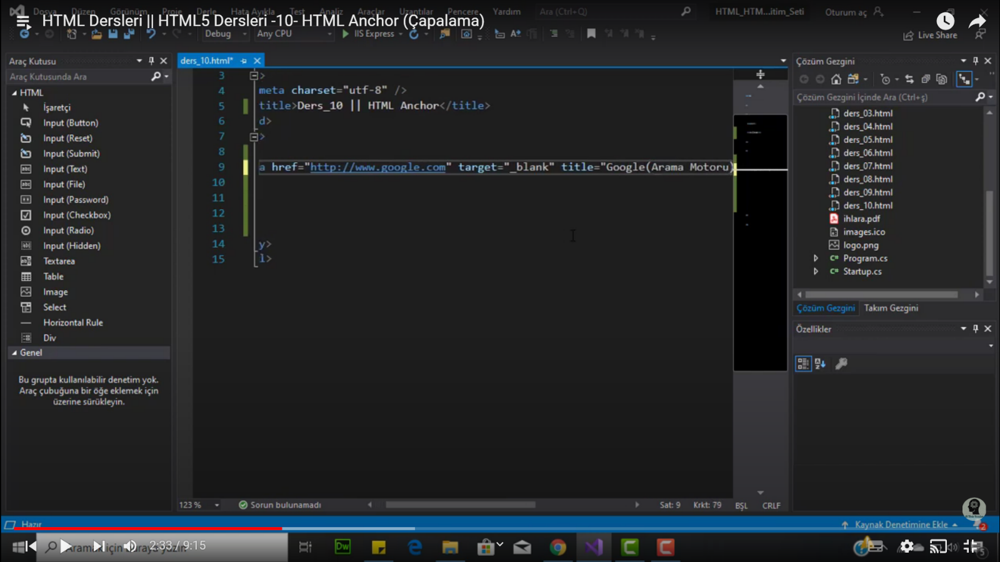 Dosya Düzen Görünüm Proje Derle Hata Ayıkla Test Analiz Araçlar Uzantılar Pencere Yardım Ara (Ctrl+Q) HTML_HTM...itim_Seti Oturum aç
HTML Dersleri || HTML5 Dersleri -10- HTML Anchor (Çapalama)
Debug Any CPU IIS Express Live Share
Araç Kutusu
Araç Kutusunda Ara
HTML
İşaretçi
Input (Button)
Input (Reset)
Input (Submit)
Input (Text)
Input (File)
Input (Password)
Input (Checkbox)
Input (Radio)
Input (Hidden)
Textarea
Table
Image
Select
Horizontal Rule
Div
Genel
Bu grupta kullanılabilir denetim yok.
Araç çubuğuna bir öğe eklemek için
üzerine sürükleyin.
ders_10.html*
3 >
4 meta charset="utf-8" />
5 title>Ders_10 || HTML Anchor</title>
6 d>
7 >
8
9 a href="http://www.google.com" target="_blank" title="Google(Arama Motoru)
10
11
12
13
14 y>
15 l>
123 % Sorun bulunamadı Sat: 9 Krkt: 79 BŞL CRLF
Çözüm Gezgini
Çözüm Gezgini İçinde Ara (Ctrl+ş)
ders_03.html
ders_04.html
ders_05.html
ders_06.html
ders_07.html
ders_08.html
ders_09.html
ders_10.html
ihlara.pdf
images.ico
logo.png
C# Program.cs
C# Startup.cs
Çözüm Gezgini Takım Gezgini
Özellikler
Hazır Kaynak Denetimine Ekle 2
Aramak için buraya yazın
2:33 / 9:15
Dw
5